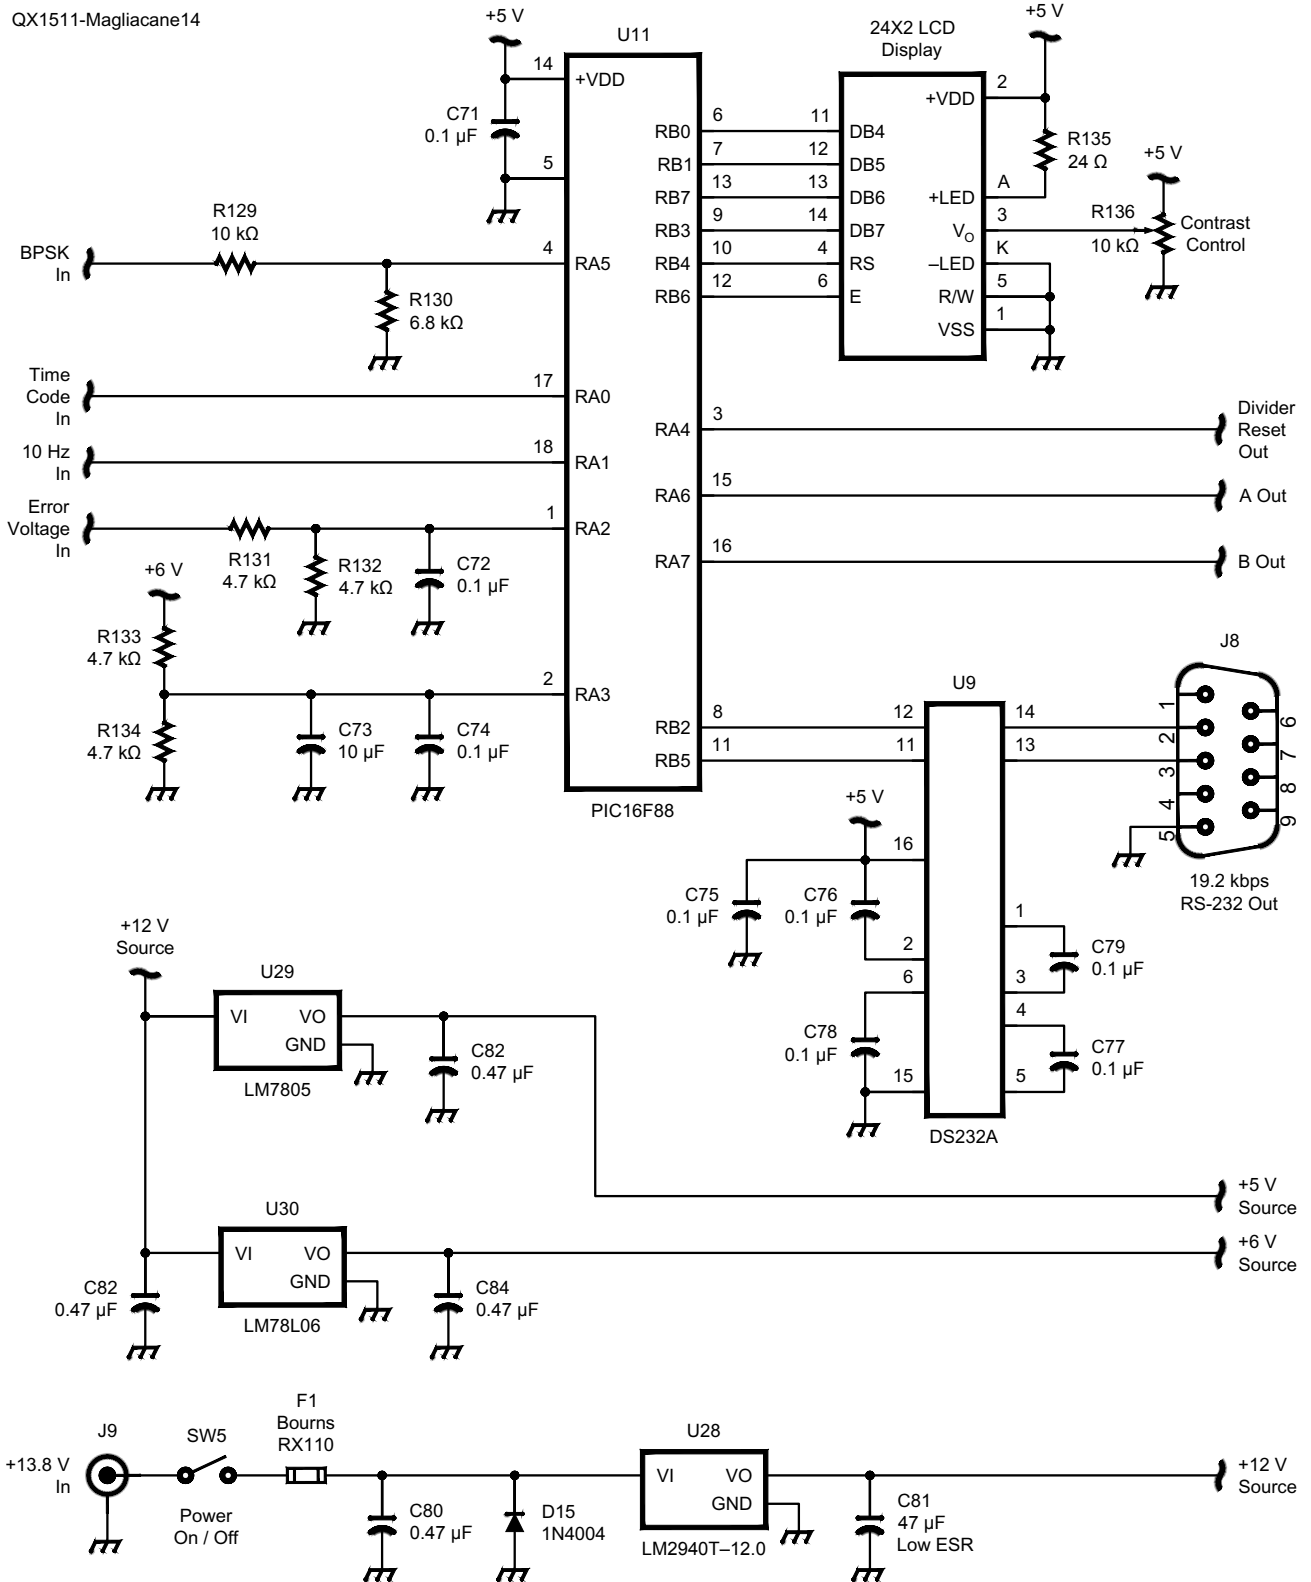 QX1511-Magliacane14
+5 V
U11
14
+VDD
C71
0.1 µF
5
RB0
6
RB1
7
RB7
13
RB3
9
RB4
10
RB6
12
24X2 LCD
Display
11
DB4
12
DB5
13
DB6
14
DB7
4
RS
6
E
+5 V
+VDD
2
R135
24 Ω
+LED
A
V
O
3
–LED
K
R/W
5
VSS
1
+5 V
R136
10 kΩ
Contrast
Control
BPSK
In
R129
10 kΩ
4
RA5
R130
6.8 kΩ
Time
Code
In
17
RA0
10 Hz
In
18
RA1
Error
Voltage
In
R131
4.7 kΩ
R132
4.7 kΩ
C72
0.1 µF
1
RA2
+6 V
R133
4.7 kΩ
R134
4.7 kΩ
C73
10 µF
C74
0.1 µF
2
RA3
RA4
3
Divider
Reset
Out
RA6
15
A Out
RA7
16
B Out
RB2
8
RB5
11
PIC16F88
U9
12
11
14
13
J8
1
2
3
4
5
6
7
8
9
19.2 kbps
RS-232 Out
+5 V
16
C75
0.1 µF
C76
0.1 µF
2
6
C78
0.1 µF
15
1
C79
0.1 µF
3
4
C77
0.1 µF
5
DS232A
+12 V
Source
U29
VI
VO
GND
LM7805
C82
0.47 µF
+5 V
Source
U30
VI
VO
GND
LM78L06
C82
0.47 µF
C84
0.47 µF
+6 V
Source
+13.8 V
In
J9
SW5
Power
On / Off
F1
Bourns
RX110
C80
0.47 µF
D15
1N4004
U28
VI
VO
GND
LM2940T–12.0
C81
47 µF
Low ESR
+12 V
Source